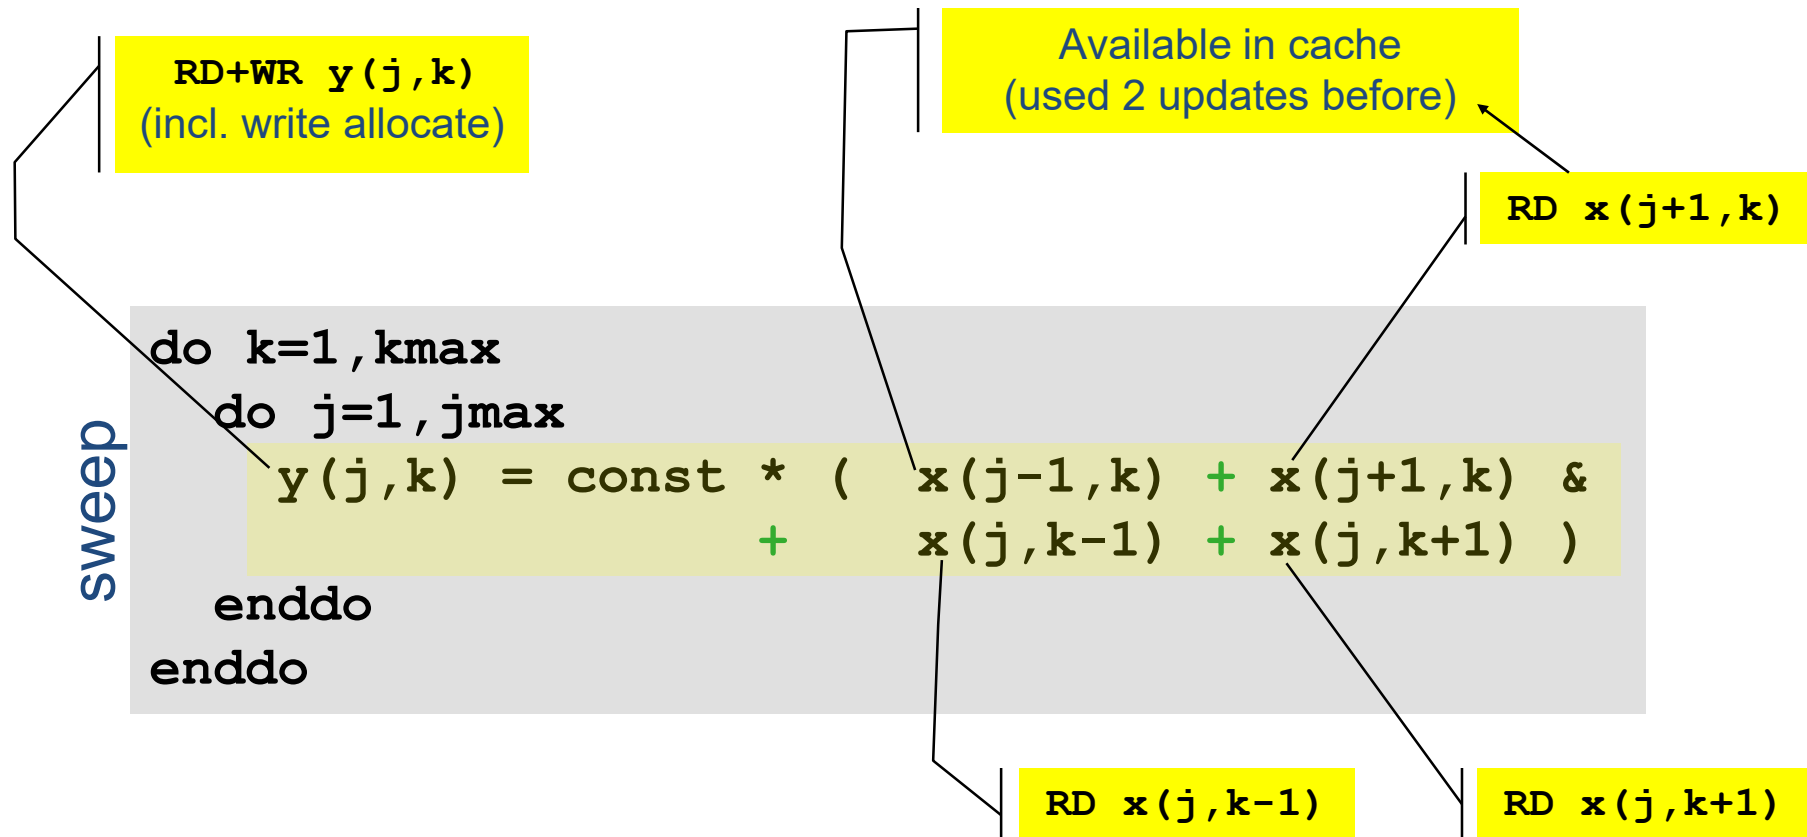 RD+WR y(j,k)
(incl. write allocate)
Available in cache
(used 2 updates before)
RD x(j+1,k)
sweep
do k=1,kmax
do j=1,jmax
y(j,k) = const * ( x(j-1,k) + x(j+1,k) &
+ x(j,k-1) + x(j,k+1) )
enddo
enddo
RD x(j,k-1)
RD x(j,k+1)